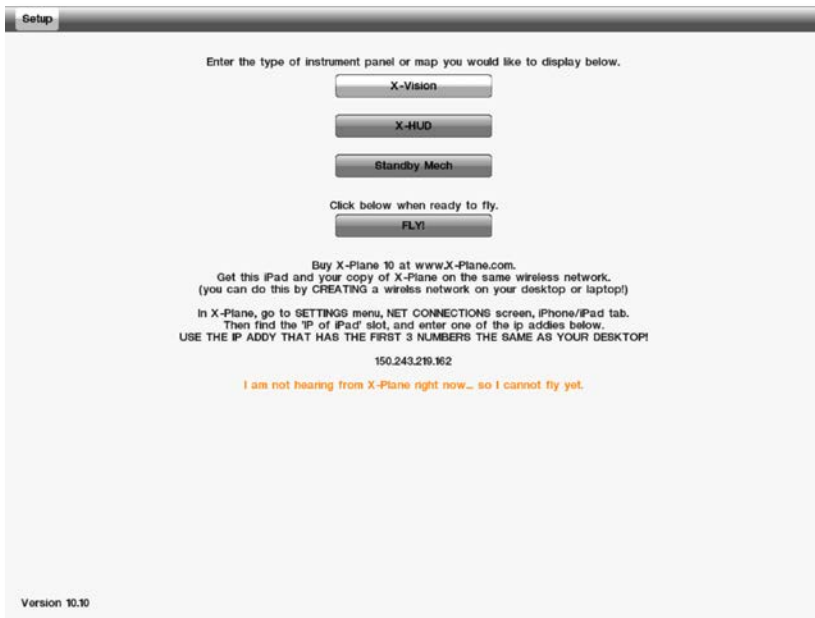 Setup
Enter the type of instrument panel or map you would like to display below.
X-Vision
X-HUD
Standby Mech
Click below when ready to fly.
FLY!
Buy X-Plane 10 at www.X-Plane.com.
Get this iPad and your copy of X-Plane on the same wireless network.
(you can do this by CREATING a wirelss network on your desktop or laptop!)
In X-Plane, go to SETTINGS menu, NET CONNECTIONS screen, iPhone/iPad tab.
Then find the 'IP of iPad' slot, and enter one of the ip addies below.
USE THE IP ADDY THAT HAS THE FIRST 3 NUMBERS THE SAME AS YOUR DESKTOP!
150.243.219.162
I am not hearing from X-Plane right now... so I cannot fly yet.
Version 10.10